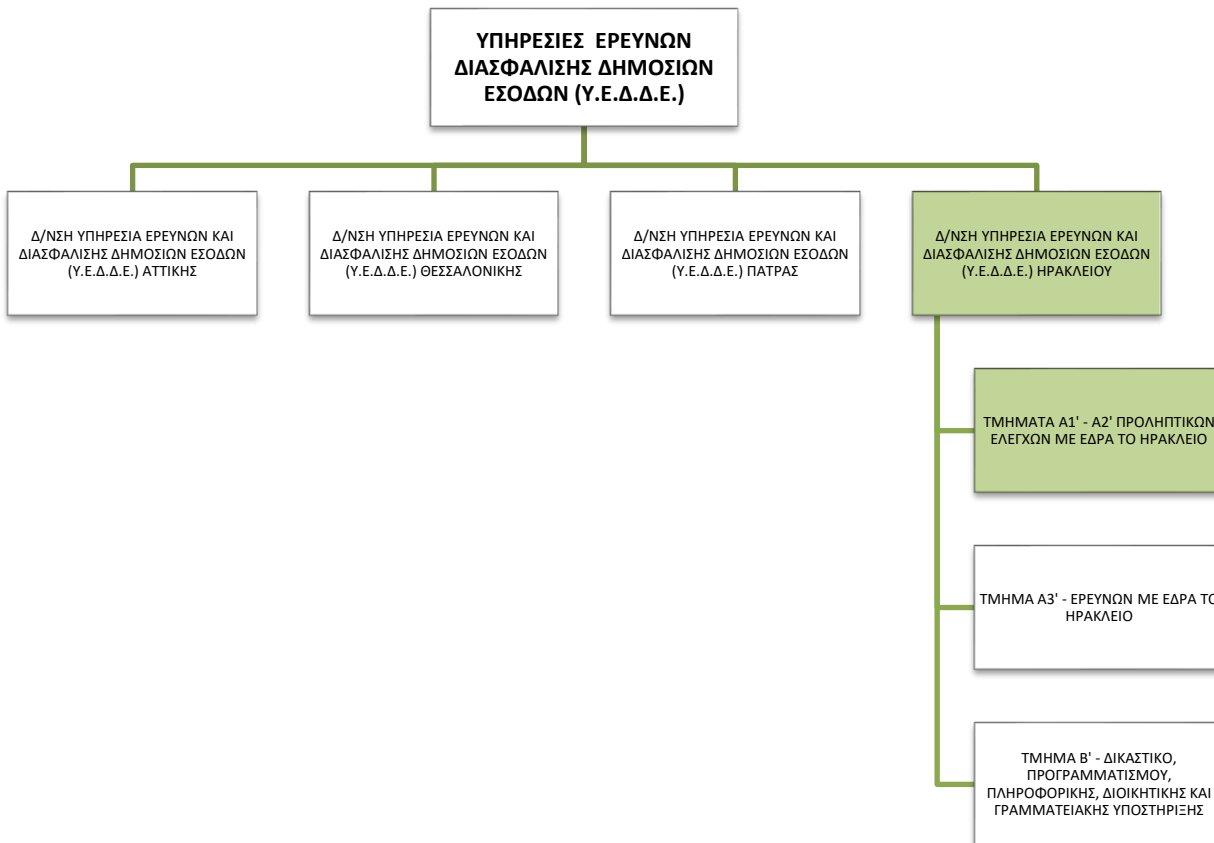 ΥΠΗΡΕΣΙΕΣ ΕΡΕΥΝΩΝ
ΔΙΑΣΦΑΛΙΣΗΣ ΔΗΜΟΣΙΩΝ
ΕΣΟΔΩΝ (Υ.Ε.Δ.Δ.Ε.)
Δ/ΝΣΗ ΥΠΗΡΕΣΙΑ ΕΡΕΥΝΩΝ ΚΑΙ
ΔΙΑΣΦΑΛΙΣΗΣ ΔΗΜΟΣΙΩΝ ΕΣΟΔΩΝ
(Υ.Ε.Δ.Δ.Ε.) ΑΤΤΙΚΗΣ
Δ/ΝΣΗ ΥΠΗΡΕΣΙΑ ΕΡΕΥΝΩΝ ΚΑΙ
ΔΙΑΣΦΑΛΙΣΗΣ ΔΗΜΟΣΙΩΝ ΕΣΟΔΩΝ
(Υ.Ε.Δ.Δ.Ε.) ΘΕΣΣΑΛΟΝΙΚΗΣ
Δ/ΝΣΗ ΥΠΗΡΕΣΙΑ ΕΡΕΥΝΩΝ ΚΑΙ
ΔΙΑΣΦΑΛΙΣΗΣ ΔΗΜΟΣΙΩΝ ΕΣΟΔΩΝ
(Υ.Ε.Δ.Δ.Ε.) ΠΑΤΡΑΣ
Δ/ΝΣΗ ΥΠΗΡΕΣΙΑ ΕΡΕΥΝΩΝ ΚΑΙ
ΔΙΑΣΦΑΛΙΣΗΣ ΔΗΜΟΣΙΩΝ ΕΣΟΔΩΝ
(Υ.Ε.Δ.Δ.Ε.) ΗΡΑΚΛΕΙΟΥ
ΤΜΗΜΑΤΑ Α1' - Α2' ΠΡΟΛΗΠΤΙΚΩΝ
ΕΛΕΓΧΩΝ ΜΕ ΕΔΡΑ ΤΟ ΗΡΑΚΛΕΙΟ
ΤΜΗΜΑ Α3' - ΕΡΕΥΝΩΝ ΜΕ ΕΔΡΑ ΤΟ
ΗΡΑΚΛΕΙΟ
ΤΜΗΜΑ Β' - ΔΙΚΑΣΤΙΚΟ,
ΠΡΟΓΡΑΜΜΑΤΙΣΜΟΥ,
ΠΛΗΡΟΦΟΡΙΚΗΣ, ΔΙΟΙΚΗΤΙΚΗΣ ΚΑΙ
ΓΡΑΜΜΑΤΕΙΑΚΗΣ ΥΠΟΣΤΗΡΙΞΗΣ